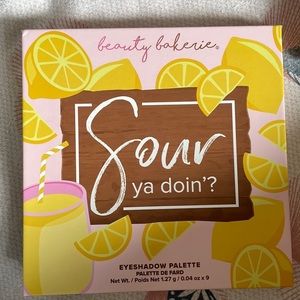 beauty bakerie®
Sour
ya doin'?
EYESHADOW PALETTE
PALETTE DE FARD
Net Wt. / Poids Net 1.27 g / 0.04 oz x 9